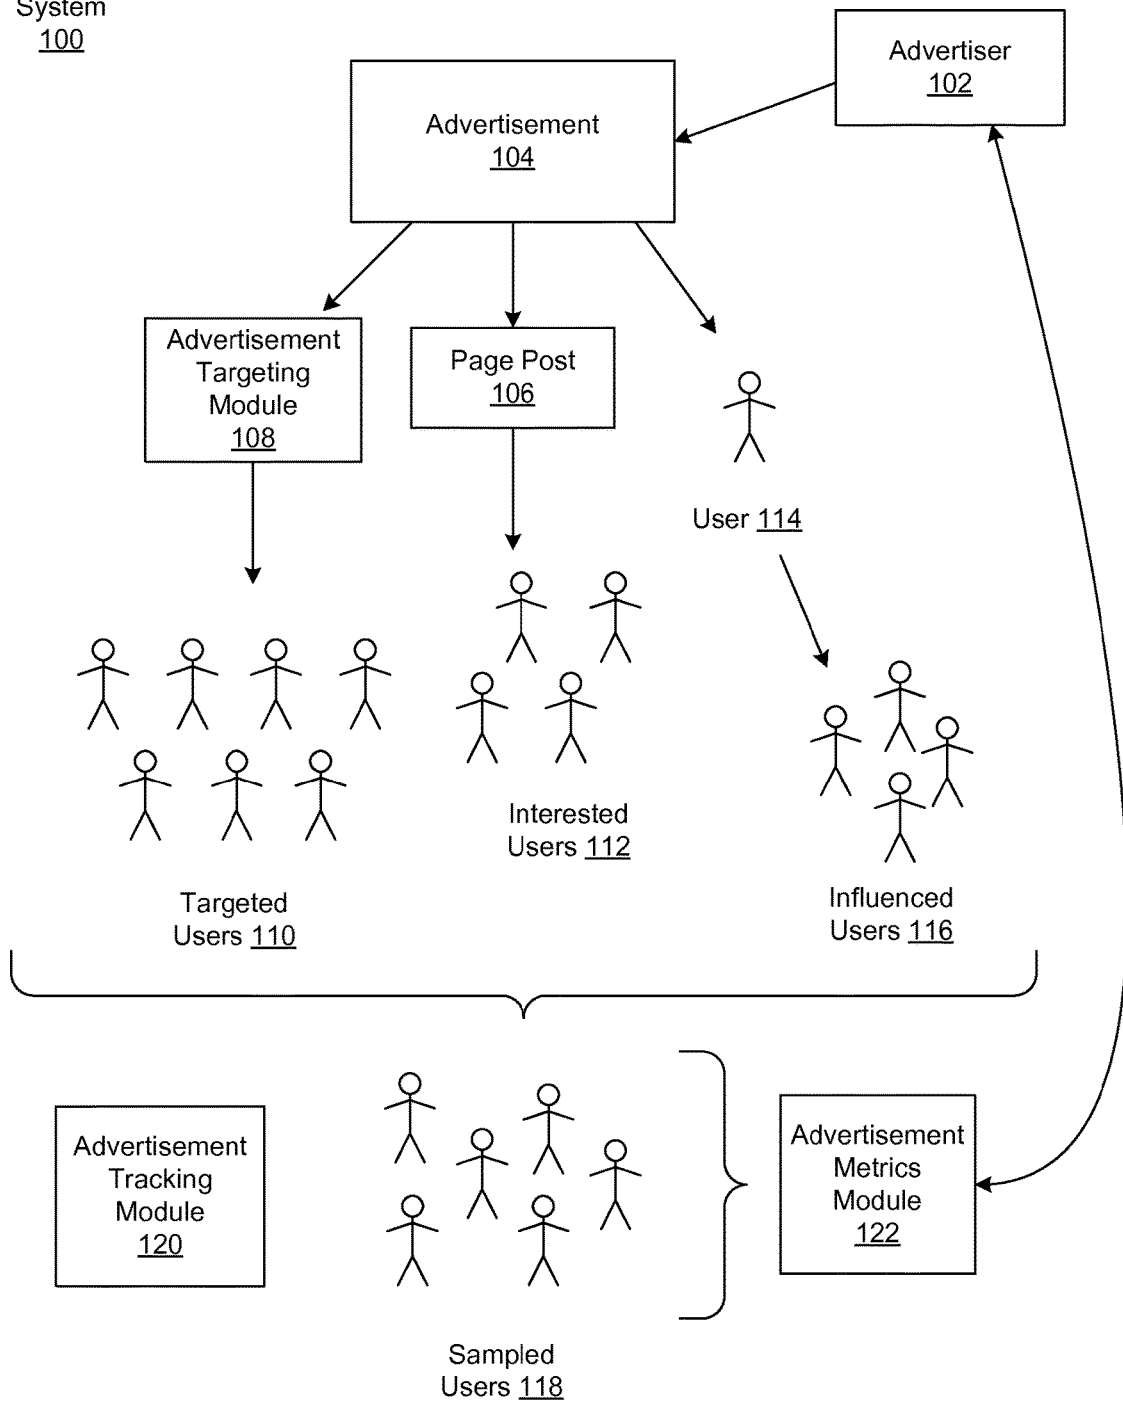 System
100
Advertiser
102
Advertisement
104
Advertisement
Targeting
Module
108
Page Post
106
User 114
Interested
Users 112
Targeted
Users 110
Influenced
Users 116
Advertisement
Tracking
Module
120
Advertisement
Metrics
Module
122
Sampled
Users 118